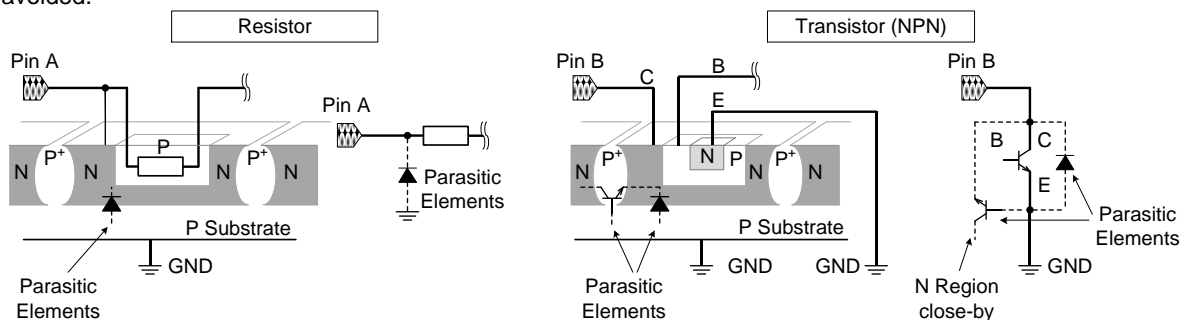 avoided.
Resistor
Transistor (NPN)
Pin A
Pin A
Pin B
C
B
E
Pin B
B
C
E
N
P+
N
P
N
P+
N
Parasitic
Elements
N
P+
N
N
P
N
P+
N
P Substrate
GND
Parasitic
Elements
P Substrate
GND
GND
Parasitic
Elements
Parasitic
Elements
GND
N Region
close-by